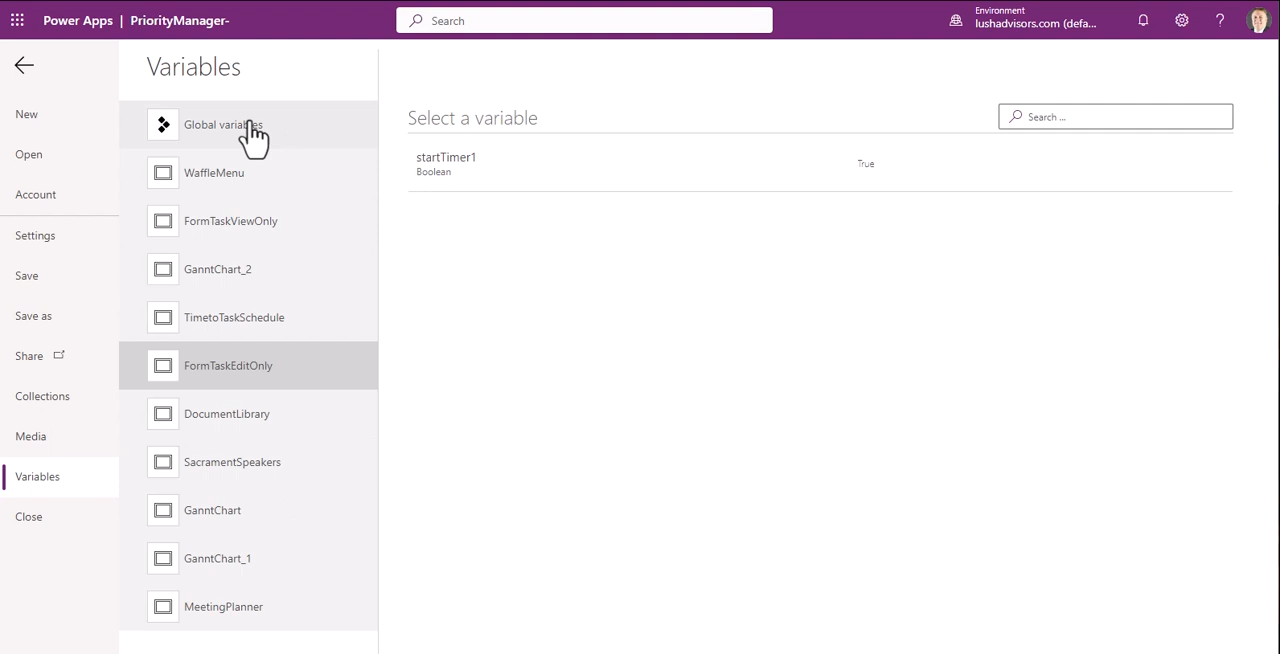 Power Apps | PriorityManager-
Search
Environment
lushadvisors.com (defa...
?
Variables
New
Open
Account
Settings
Save
Save as
Share
Collections
Media
Variables
Close
Global variables
WaffleMenu
FormTaskViewOnly
GanntChart_2
TimetoTaskSchedule
FormTaskEditOnly
DocumentLibrary
SacramentSpeakers
GanntChart
GanntChart_1
MeetingPlanner
Select a variable
Search ...
startTimer1
Boolean
True